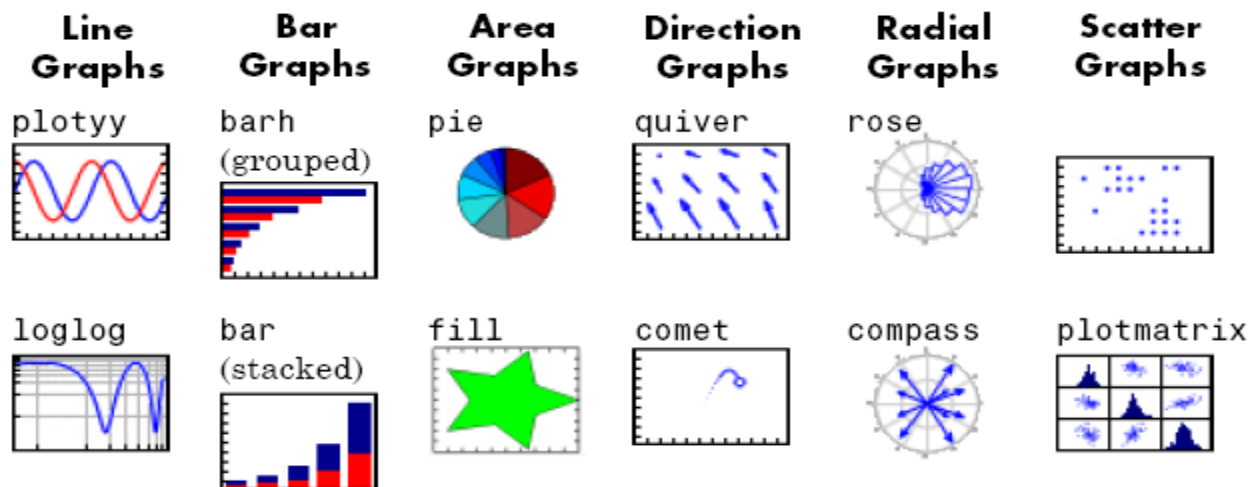 Line Graphs
Bar Graphs
Area Graphs
Direction Graphs
Radial Graphs
Scatter Graphs
plotyy
barh
(grouped)
pie
quiver
rose
loglog
bar
(stacked)
fill
comet
compass
plotmatrix